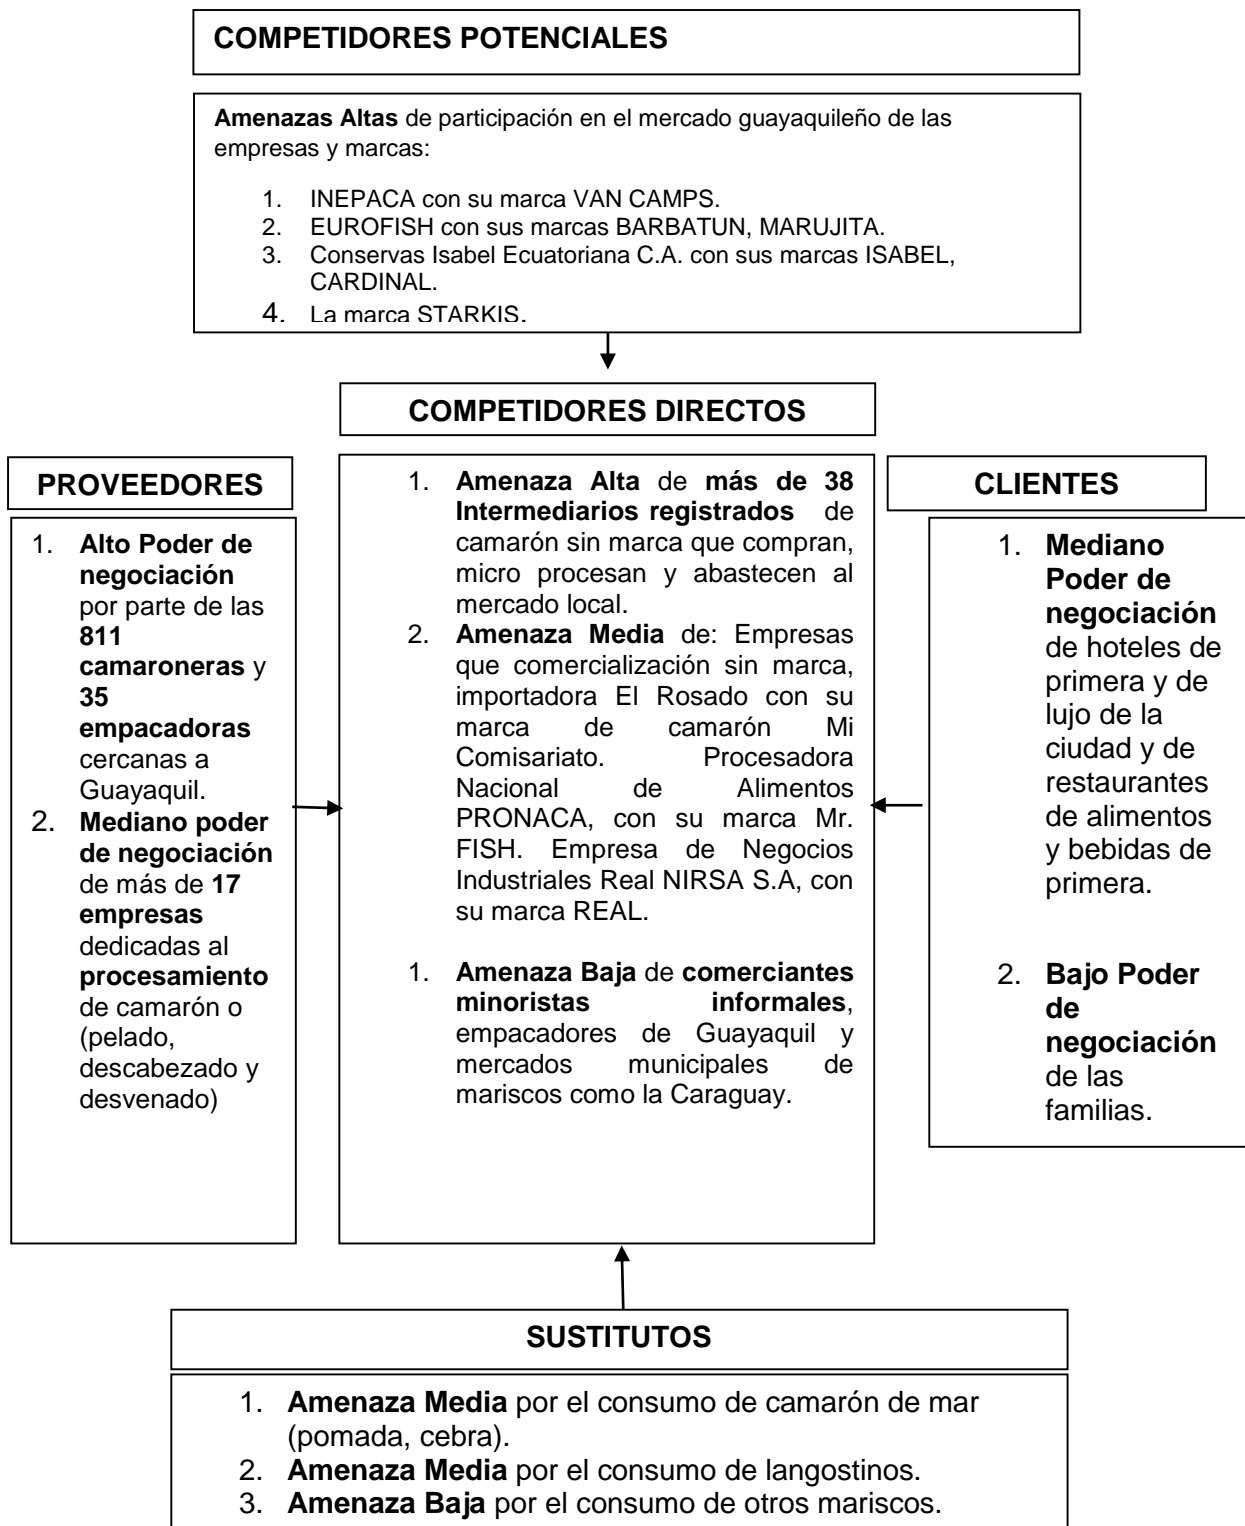 COMPETIDORES POTENCIALES
Amenazas Altas de participación en el mercado guayaquileño de las
empresas y marcas:
1. INEPACA con su marca VAN CAMPS.
2. EUROFISH con sus marcas BARBATUN, MARUJITA.
3. Conservas Isabel Ecuatoriana C.A. con sus marcas ISABEL,
CARDINAL.
4. La marca STARKIS.
COMPETIDORES DIRECTOS
PROVEEDORES
1. Alto Poder de
negociación
por parte de las
811
camaroneras y
35
empacadoras
cercanas a
Guayaquil.
2. Mediano poder
de negociación
de más de 17
empresas
dedicadas al
procesamiento
de camarón o
(pelado,
descabezado y
desvenado)
1. Amenaza Alta de más de 38
Intermediarios registrados de
camarón sin marca que compran,
micro procesan y abastecen al
mercado local.
2. Amenaza Media de: Empresas
que comercialización sin marca,
importadora El Rosado con su
marca de camarón Mi
Comisariato. Procesadora
Nacional de Alimentos
PRONACA, con su marca Mr.
FISH. Empresa de Negocios
Industriales Real NIRSA S.A, con
su marca REAL.
1. Amenaza Baja de comerciantes
minoristas informales,
empacadores de Guayaquil y
mercados municipales de
mariscos como la Caraguay.
CLIENTES
1. Mediano
Poder de
negociación
de hoteles de
primera y de
lujo de la
ciudad y de
restaurantes
de alimentos
y bebidas de
primera.
2. Bajo Poder
de
negociación
de las
familias.
SUSTITUTOS
1. Amenaza Media por el consumo de camarón de mar
(pomada, cebra).
2. Amenaza Media por el consumo de langostinos.
3. Amenaza Baja por el consumo de otros mariscos.